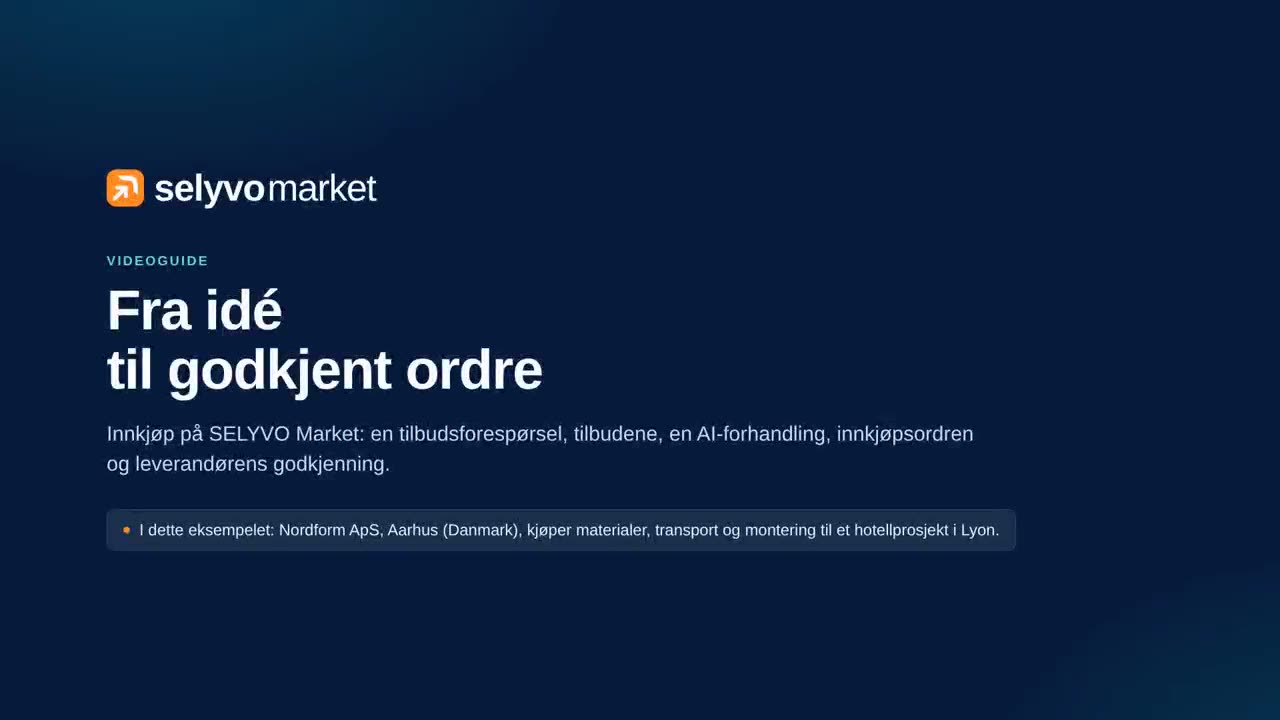 selyvomarket
VIDEOGUIDE
Fra idé
til godkjent ordre
Innkjøp på SELYVO Market: en tilbudsforespørsel, tilbudene, en AI-forhandling, innkjøpsordren
og leverandørens godkjenning.
I dette eksempelet: Nordform ApS, Aarhus (Danmark), kjøper materialer, transport og montering til et hotellprosjekt i Lyon.